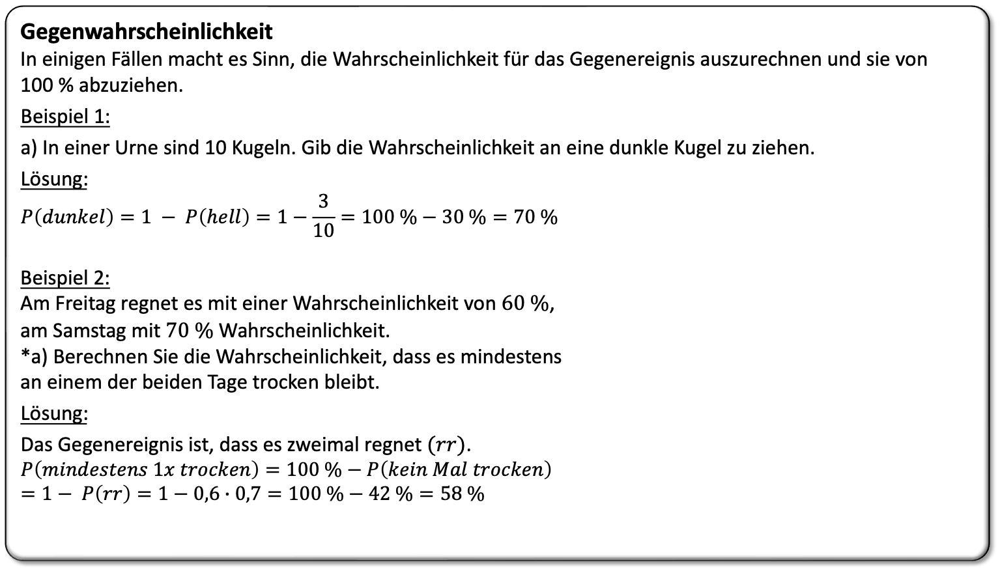 Gegenwahrscheinlichkeit
In einigen Fällen macht es Sinn, die Wahrscheinlichkeit für das Gegenereignis auszurechnen und sie von
100 % abzuziehen.
Beispiel 1:
a) In einer Urne sind 10 Kugeln. Gib die Wahrscheinlichkeit an eine dunkle Kugel zu ziehen.
Lösung:
P(dunkel) = 1 − P(hell) = 1 − 3/10 = 100 % − 30 % = 70 %
Beispiel 2:
Am Freitag regnet es mit einer Wahrscheinlichkeit von 60 %,
am Samstag mit 70 % Wahrscheinlichkeit.
*a) Berechnen Sie die Wahrscheinlichkeit, dass es mindestens
an einem der beiden Tage trocken bleibt.
Lösung:
Das Gegenereignis ist, dass es zweimal regnet (rr).
P(mindestens 1x trocken) = 100 % − P(kein Mal trocken)
= 1 − P(rr) = 1 − 0,6 · 0,7 = 100 % − 42 % = 58 %